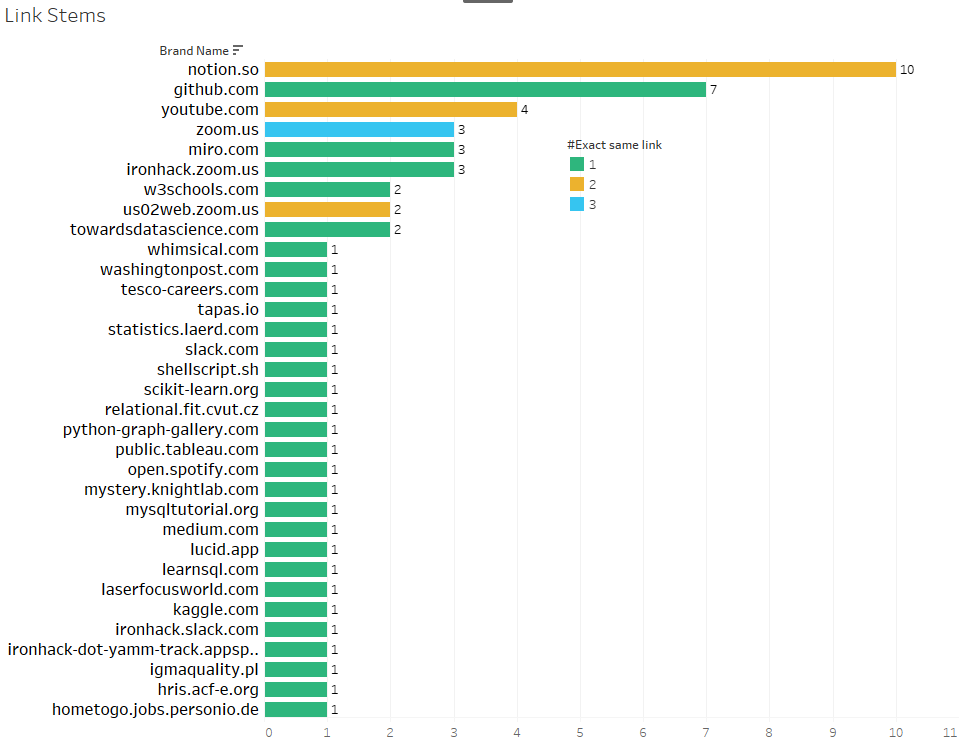 Link Stems
Brand Name
notion.so 10
github.com 7
youtube.com 4
zoom.us 3
miro.com 3
#Exact same link
1
2
3
ironhack.zoom.us 3
w3schools.com 2
us02web.zoom.us 2
towardsdatascience.com 2
whimsical.com 1
washingtonpost.com 1
tesco-careers.com 1
tapas.io 1
statistics.laerd.com 1
slack.com 1
shellscript.sh 1
scikit-learn.org 1
relational.fit.cvut.cz 1
python-graph-gallery.com 1
public.tableau.com 1
open.spotify.com 1
mystery.knightlab.com 1
mysqltutorial.org 1
medium.com 1
lucid.app 1
learnsql.com 1
laserfocusworld.com 1
kaggle.com 1
ironhack.slack.com 1
ironhack-dot-yamm-track.appsp.. 1
igmaquality.pl 1
hris.acf-e.org 1
hometogo.jobs.personio.de 1
0 1 2 3 4 5 6 7 8 9 10 11